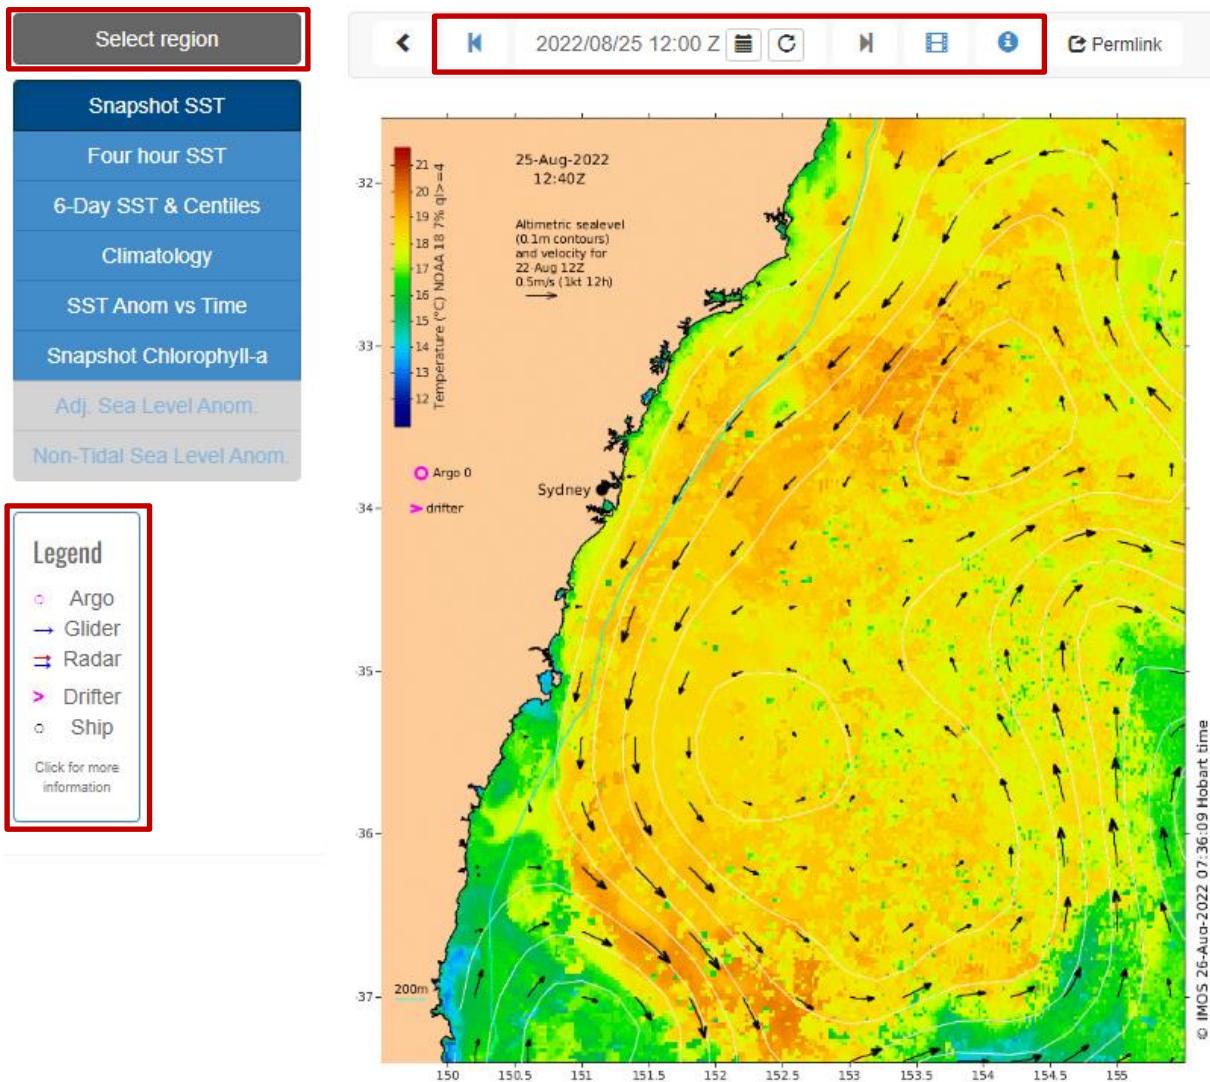 Select region
2022/08/25 12:00 Z
Permlink
Snapshot SST
Four hour SST
6-Day SST & Centiles
Climatology
SST Anom vs Time
Snapshot Chlorophyll-a
Adj. Sea Level Anom.
Non-Tidal Sea Level Anom.
Legend
Argo
Glider
Radar
Drifter
Ship
Click for more
information
25-Aug-2022
12:40Z
Altimetric sealevel
(0.1m contours)
and velocity for
22-Aug 12Z
0.5m/s (1kt 12h)
21
20
19
18
17
16
15
14
13
12
Temperature (°C) NOAA 18 7% ql>=4
Argo 0
drifter
Sydney
200m
-32
-33
-34
-35
-36
-37
150
150.5
151
151.5
152
152.5
153
153.5
154
154.5
155
© IMOS 26-Aug-2022 07:36:09 Hobart time